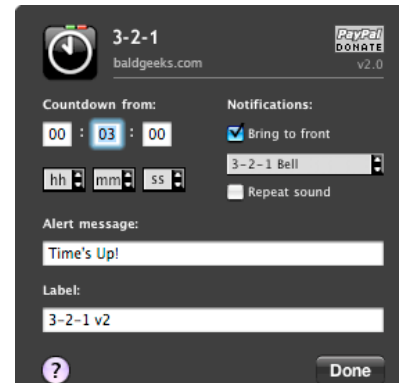 3-2-1
PayPal
DONATE
baldgeeks.com
v2.0
Countdown from:
Notifications:
00 : 03 : 00
Bring to front
3-2-1 Bell
hh mm ss
Repeat sound
Alert message:
Time's Up!
Label:
3-2-1 v2
?
Done